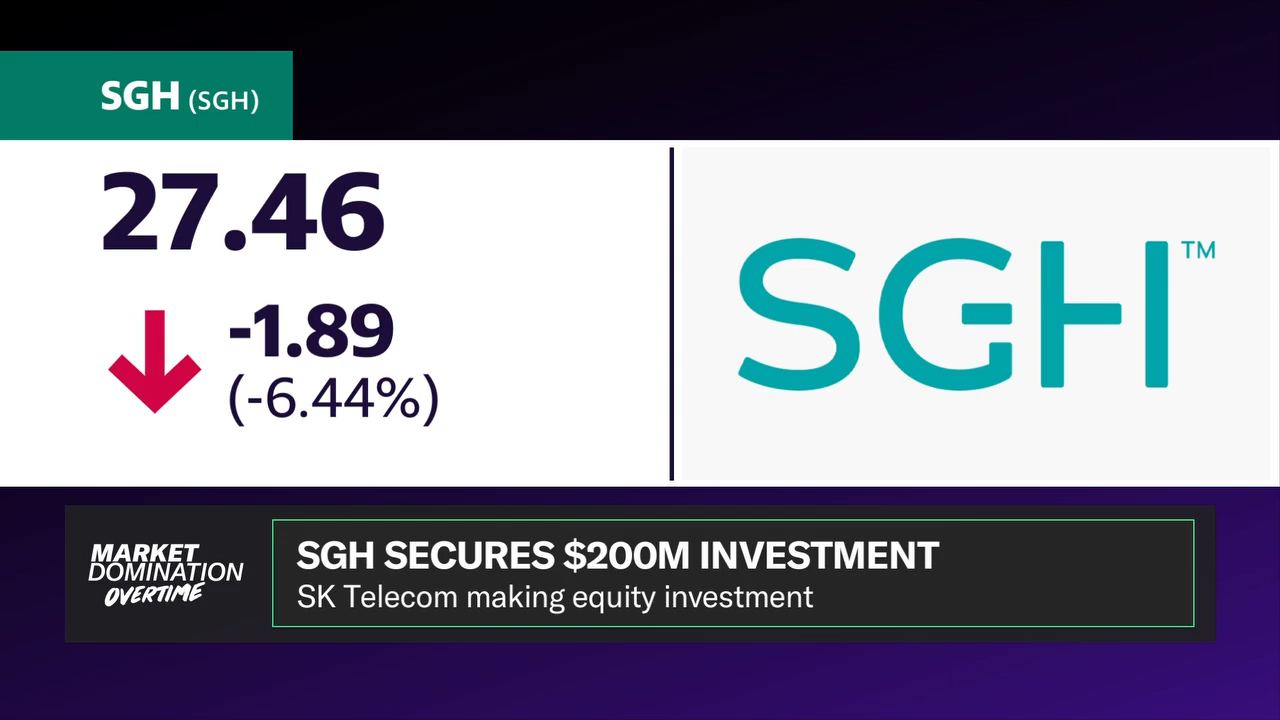 SGH (SGH)
27.46
-1.89
(-6.44%)
SGH™
MARKET
DOMINATION
OVERTIME
SGH SECURES $200M INVESTMENT
SK Telecom making equity investment